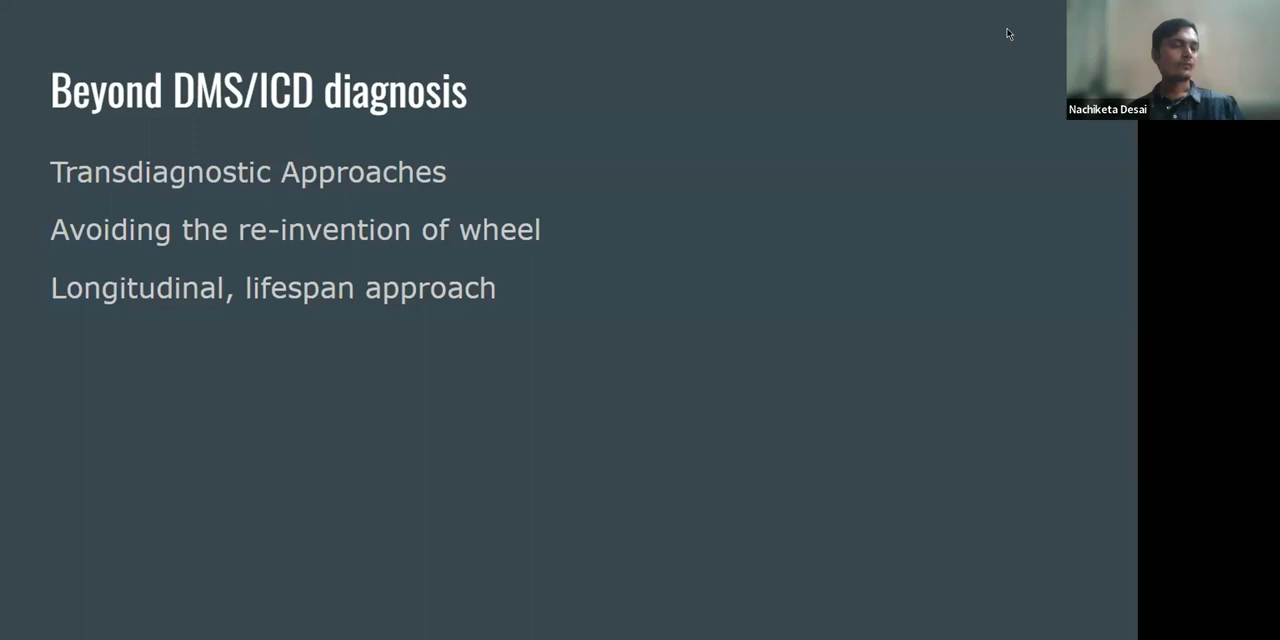 Beyond DMS/ICD diagnosis
Transdiagnostic Approaches
Avoiding the re-invention of wheel
Longitudinal, lifespan approach
Nachiketa Desai